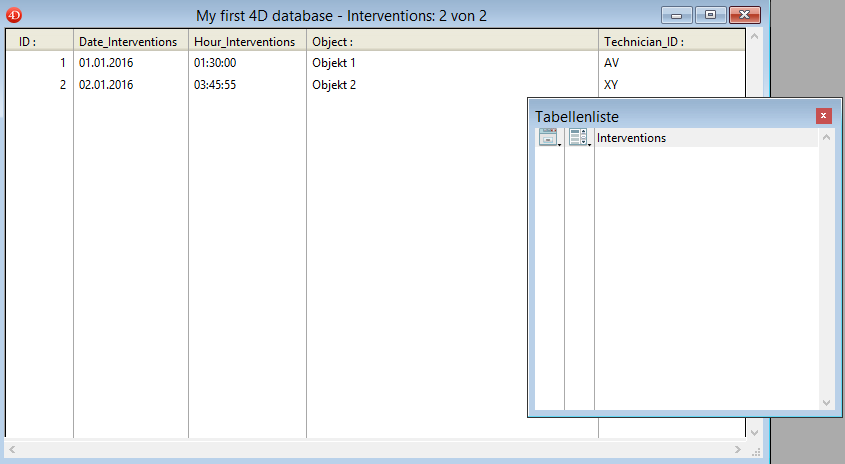 4D My first 4D database - Interventions: 2 von 2
ID : Date_Interventions Hour_Interventions Object : Technician_ID :
1 01.01.2016 01:30:00 Objekt 1 AV
2 02.01.2016 03:45:55 Objekt 2 XY
Tabellenliste
Interventions